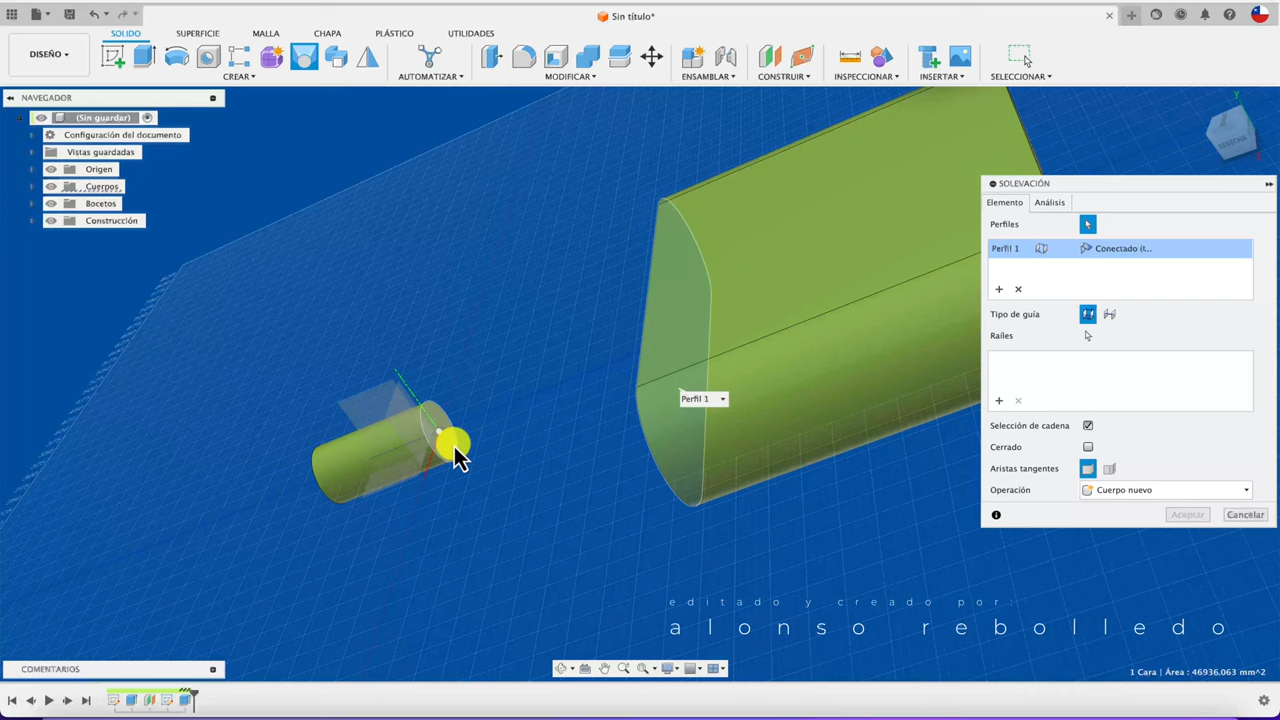 Sin título*
DISEÑO
SÓLIDO
SUPERFICIE
MALLA
CHAPA
PLÁSTICO
UTILIDADES
CREAR
AUTOMATIZAR
MODIFICAR
ENSAMBLAR
CONSTRUIR
INSPECCIONAR
INSERTAR
SELECCIONAR
NAVEGADOR
(Sin guardar)
Configuración del documento
Vistas guardadas
Origen
Cuerpos
Bocetos
Construcción
DERECHA
Y
SOLEVACIÓN
Elemento
Análisis
Perfiles
Perfil 1
Conectado (t...
Tipo de guía
Raíles
Selección de cadena
Cerrado
Aristas tangentes
Operación
Cuerpo nuevo
Aceptar
Cancelar
Perfil 1
editado y creado por:
alonso rebolledo
COMENTARIOS
1 Cara | Área : 46936.063 mm^2